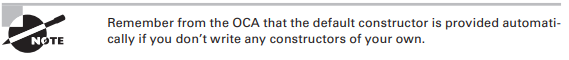 Remember from the OCA that the default constructor is provided automati-
NOTE cally if you don't write any constructors of your own.